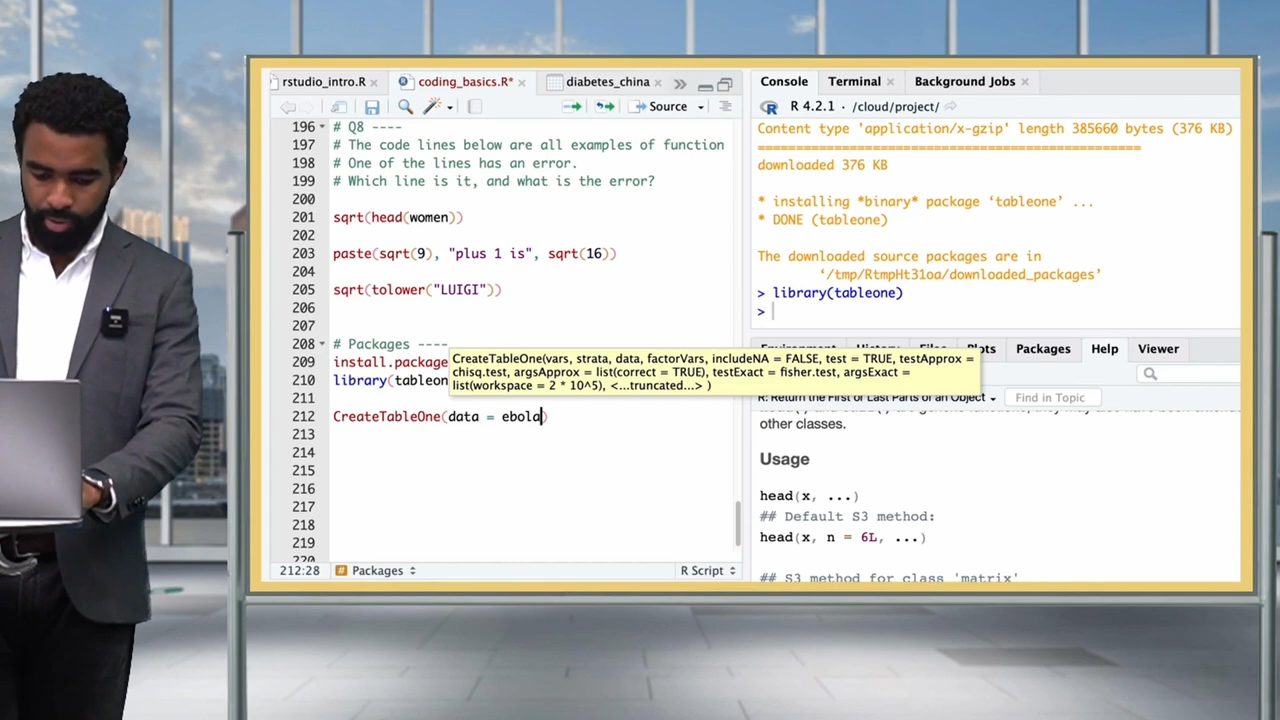 rstudio_intro.R
coding_basics.R*
diabetes_china
Source
196 # Q8 ----
197 # The code lines below are all examples of function
198 # One of the lines has an error.
199 # Which line is it, and what is the error?
200
201 sqrt(head(women))
202
203 paste(sqrt(9), "plus 1 is", sqrt(16))
204
205 sqrt(tolower("LUIGI"))
206
207
208 # Packages ----
209 install.package
210 library(tableon
211
212 CreateTableOne(data = ebola)
213
214
215
216
217
218
219
220
CreateTableOne(vars, strata, data, factorVars, includeNA = FALSE, test = TRUE, testApprox =
chisq.test, argsApprox = list(correct = TRUE), testExact = fisher.test, argsExact =
list(workspace = 2 * 10^5), <...truncated...> )
212:28 # Packages R Script
Console Terminal Background Jobs
R 4.2.1 · /cloud/project/
Content type 'application/x-gzip' length 385660 bytes (376 KB)
==================================================
downloaded 376 KB
* installing *binary* package ‘tableone’ ...
* DONE (tableone)
The downloaded source packages are in
‘/tmp/RtmpHt31oa/downloaded_packages’
> library(tableone)
>
Plots Packages Help Viewer
R: Return the First or Last Parts of an Object Find in Topic
other classes.
Usage
head(x, ...)
## Default S3 method:
head(x, n = 6L, ...)
## S3 method for class 'matrix'